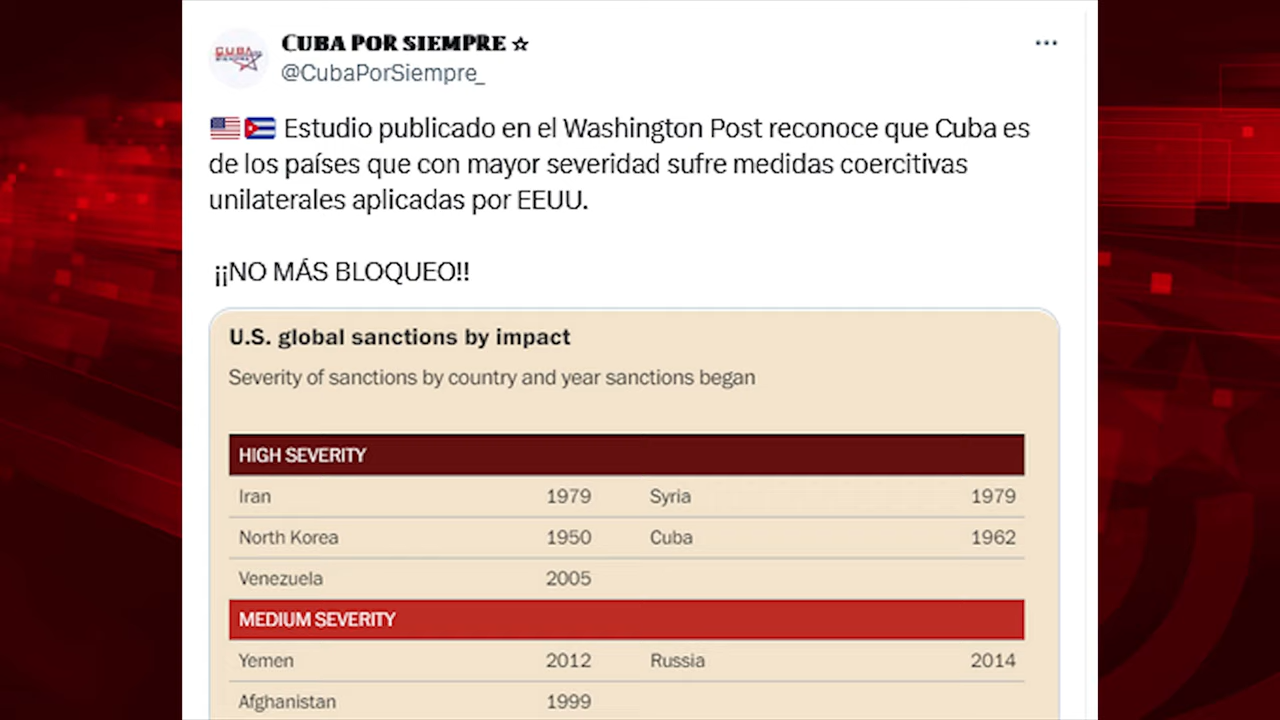 CUBA POR SIEMPRE ☆
@CubaPorSiempre_
Estudio publicado en el Washington Post reconoce que Cuba es
de los países que con mayor severidad sufre medidas coercitivas
unilaterales aplicadas por EEUU.
¡¡NO MÁS BLOQUEO!!
U.S. global sanctions by impact
Severity of sanctions by country and year sanctions began
HIGH SEVERITY
Iran 1979 Syria 1979
North Korea 1950 Cuba 1962
Venezuela 2005
MEDIUM SEVERITY
Yemen 2012 Russia 2014
Afghanistan 1999